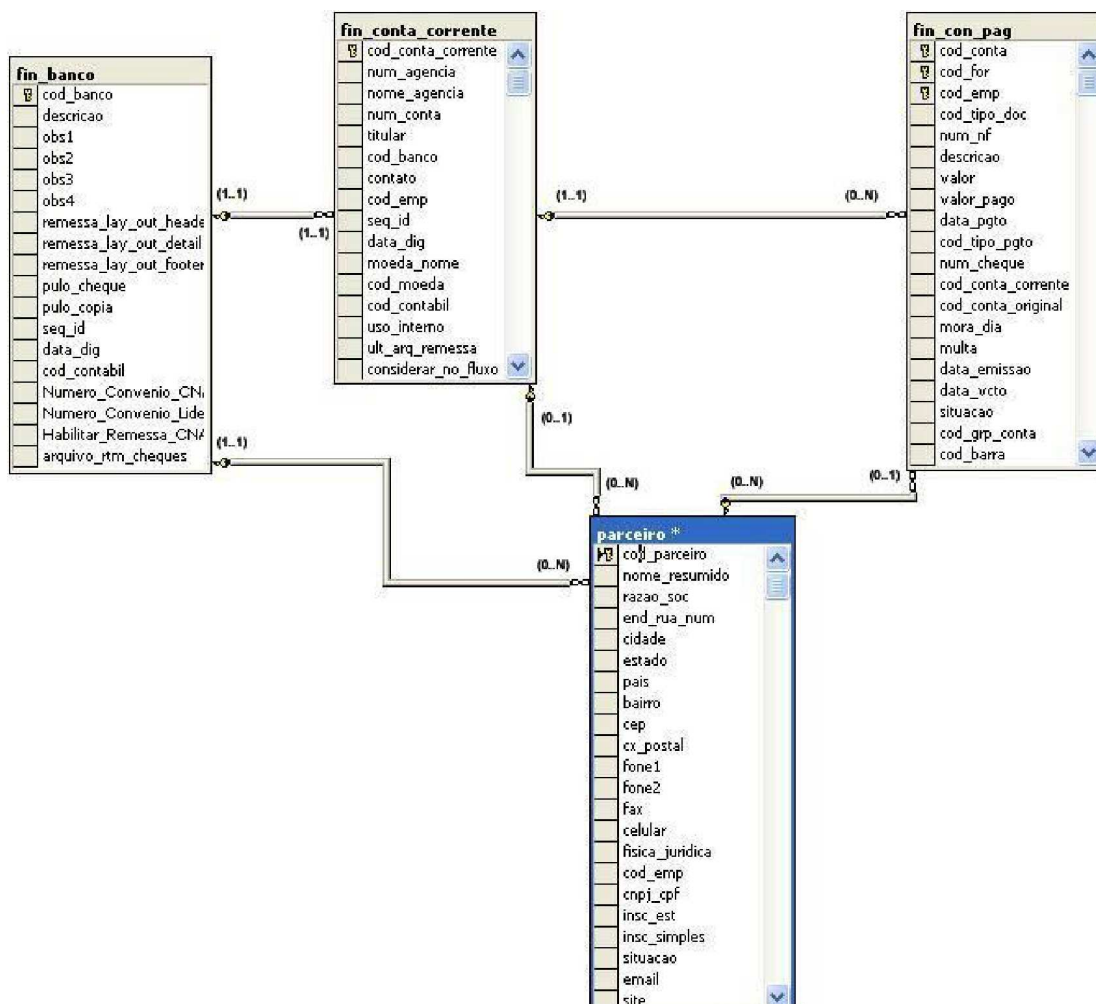 fin_banco
cod_banco
descricao
obs1
obs2
obs3
obs4
remessa_lay_out_heade
remessa_lay_out_detail
remessa_lay_out_footer
pulo_cheque
pulo_copia
seq_id
data_dig
cod_contabil
Numero_Convenio_CN
Numero_Convenio_Lide
Habilitar_Remessa_CNA
arquivo_rtm_cheques
(1..1)
(1..1)
(1..1)
fin_conta_corrente
cod_conta_corrente
num_agencia
nome_agencia
num_conta
titular
cod_banco
contato
cod_emp
seq_id
data_dig
moeda_nome
cod_moeda
cod_contabil
uso_interno
ult_arq_remessa
considerar_no_fluxo
(1..1)
(0..N)
(0..1)
(0..N)
fin_con_pag
cod_conta
cod_for
cod_emp
cod_tipo_doc
num_nf
descricao
valor
valor_pago
data_pgto
cod_tipo_pgto
num_cheque
cod_conta_corrente
cod_conta_original
mora_dia
multa
data_emissao
data_vcto
situacao
cod_grp_conta
cod_barra
(0..1)
(0..N)
(0..N)
parceiro *
cod_parceiro
nome_resumido
razao_soc
end_rua_num
cidade
estado
pais
bairro
cep
cx_postal
fone1
fone2
fax
celular
fisica_juridica
cod_emp
cnpj_cpf
insc_est
insc_simples
situacao
email
site